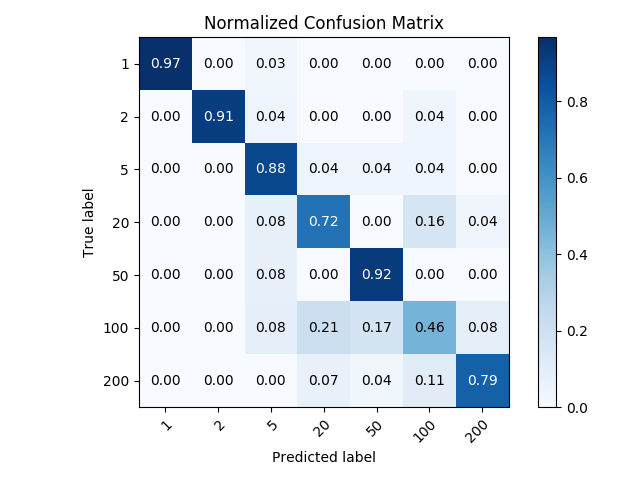 Normalized Confusion Matrix
True label
1 0.97 0.00 0.03 0.00 0.00 0.00 0.00
2 0.00 0.91 0.04 0.00 0.00 0.04 0.00
5 0.00 0.00 0.88 0.04 0.04 0.04 0.00
20 0.00 0.00 0.08 0.72 0.00 0.16 0.04
50 0.00 0.00 0.08 0.00 0.92 0.00 0.00
100 0.00 0.00 0.08 0.21 0.17 0.46 0.08
200 0.00 0.00 0.00 0.07 0.04 0.11 0.79
1 2 5 20 50 100 200
Predicted label
0.8
0.6
0.4
0.2
0.0